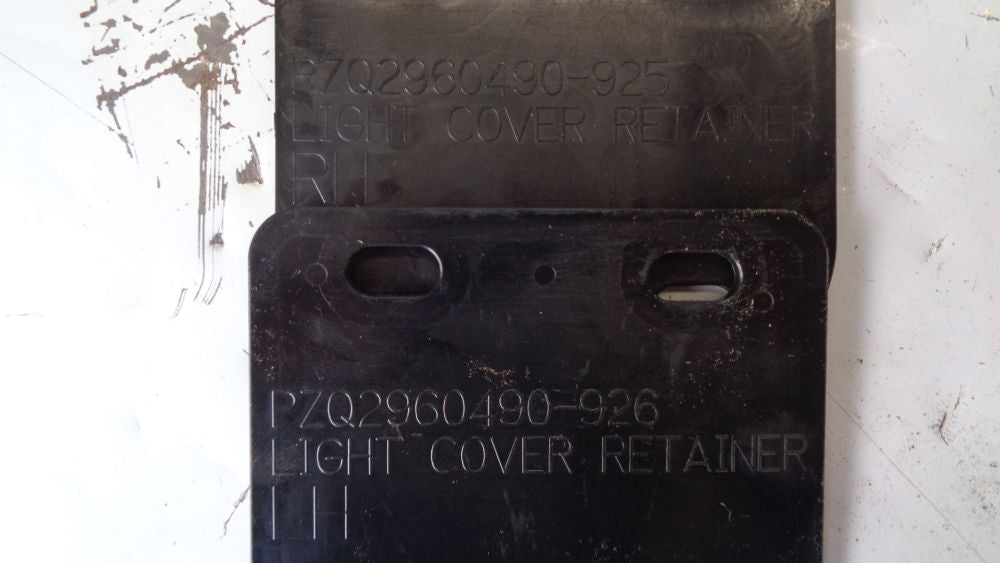 PZQ2960490-925
LIGHT COVER RETAINER
RH
PZQ2960490-926
LIGHT COVER RETAINER
LH